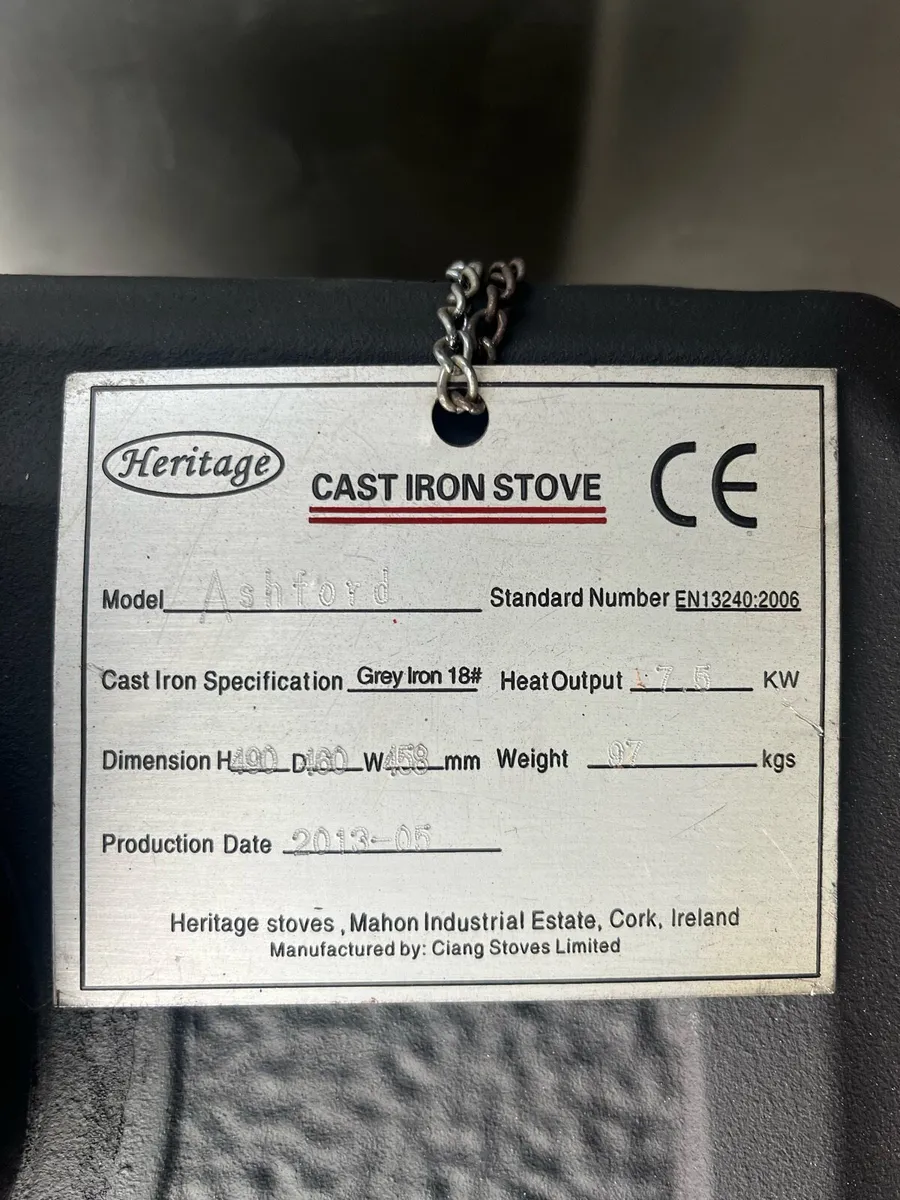 Heritage
CAST IRON STOVE CE
Model Ashford Standard Number EN13240:2006
Cast Iron Specification Grey Iron 18# Heat Output 7.5 KW
Dimension H490 D160 W458 mm Weight 97 kgs
Production Date 2013-05
Heritage stoves, Mahon Industrial Estate, Cork, Ireland
Manufactured by: Ciang Stoves Limited